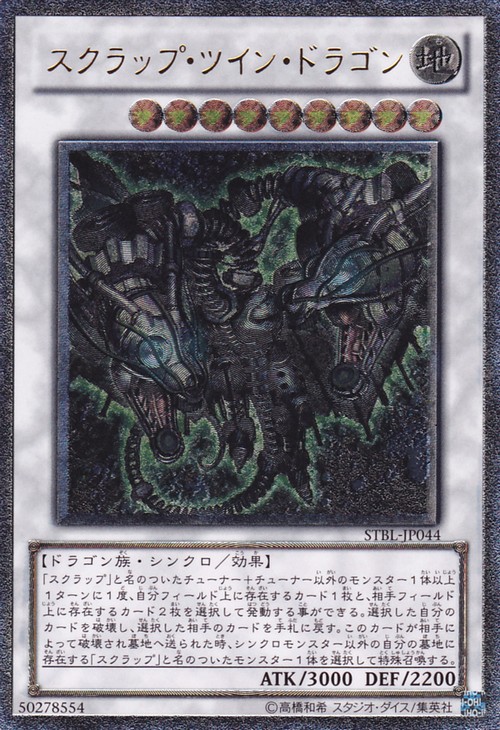 スクラップ・ツイン・ドラゴン
地
STBL-JP044
【ドラゴン族・シンクロ／効果】
「スクラップ」と名のついたチューナー＋チューナー以外のモンスター１体以上
１ターンに１度、自分フィールド上に存在するカード１枚と、相手フィールド
上に存在するカード２枚を選択して発動する事ができる。選択した自分の
カードを破壊し、選択した相手のカードを手札に戻す。このカードが相手に
よって破壊され墓地へ送られた時、シンクロモンスター以外の自分の墓地に
存在する「スクラップ」と名のついたモンスター１体を選択して特殊召喚する。
ATK/3000 DEF/2200
50278554
©高橋和希 スタジオ・ダイス/集英社